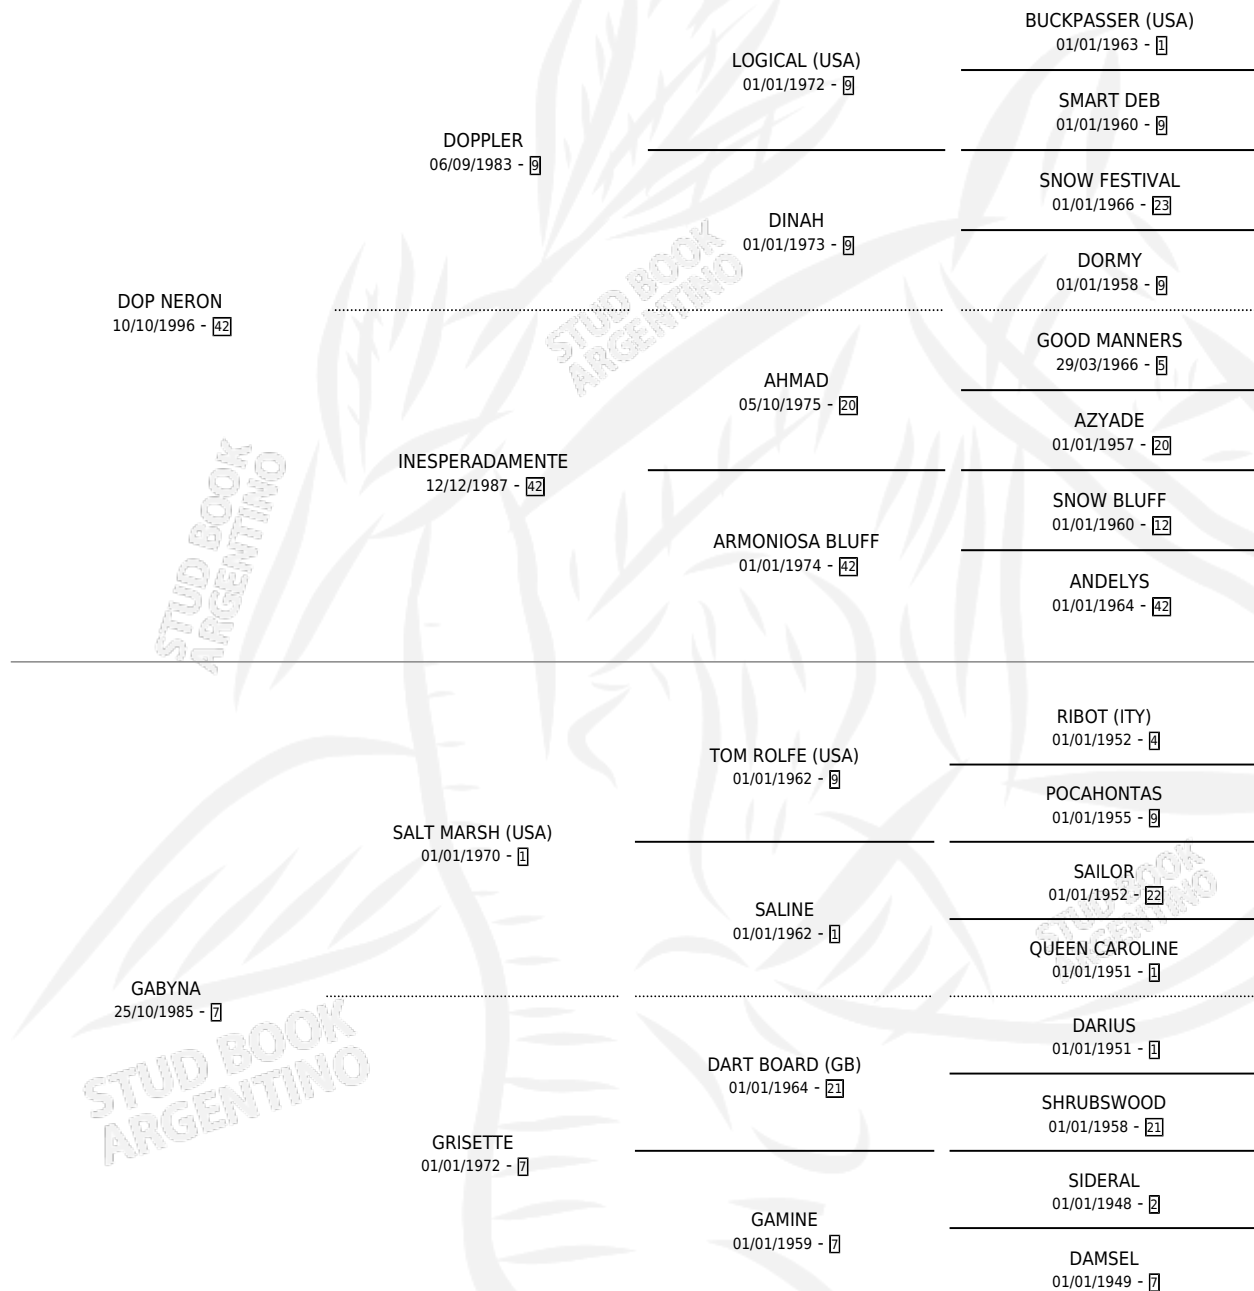 BUCKPASSER (USA)
01/01/1963 - 1
LOGICAL (USA)
01/01/1972 - 9
SMART DEB
01/01/1960 - 9
DOPPLER
06/09/1983 - 9
SNOW FESTIVAL
01/01/1966 - 23
DINAH
01/01/1973 - 9
DORMY
01/01/1958 - 9
DOP NERON
10/10/1996 - 42
GOOD MANNERS
29/03/1966 - 5
AHMAD
05/10/1975 - 20
AZYADE
01/01/1957 - 20
INESPERADAMENTE
12/12/1987 - 42
SNOW BLUFF
01/01/1960 - 12
ARMONIOSA BLUFF
01/01/1974 - 42
ANDELYS
01/01/1964 - 42
STUD BOOK
ARGENTINO
STUD BOOK
ARGENTINO
RIBOT (ITY)
01/01/1952 - 4
TOM ROLFE (USA)
01/01/1962 - 9
POCAHONTAS
01/01/1955 - 9
SALT MARSH (USA)
01/01/1970 - 1
SAILOR
01/01/1952 - 22
SALINE
01/01/1962 - 1
QUEEN CAROLINE
01/01/1951 - 1
GABYNA
25/10/1985 - 7
DARIUS
01/01/1951 - 1
DART BOARD (GB)
01/01/1964 - 21
SHRUBSWOOD
01/01/1958 - 21
GRISETTE
01/01/1972 - 7
SIDERAL
01/01/1948 - 2
GAMINE
01/01/1959 - 7
DAMSEL
01/01/1949 - 7
STUD BOOK
ARGENTINO
STUD BOOK
ARGENTINO